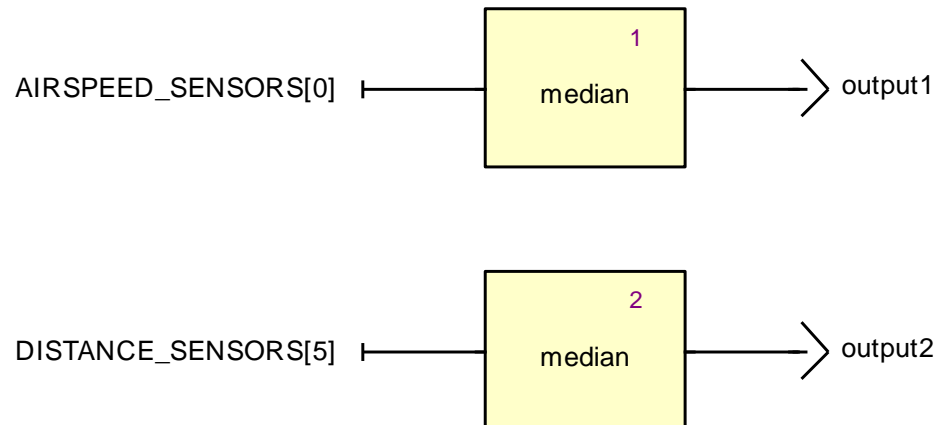 1
AIRSPEED_SENSORS[0] median output1
2
DISTANCE_SENSORS[5] median output2